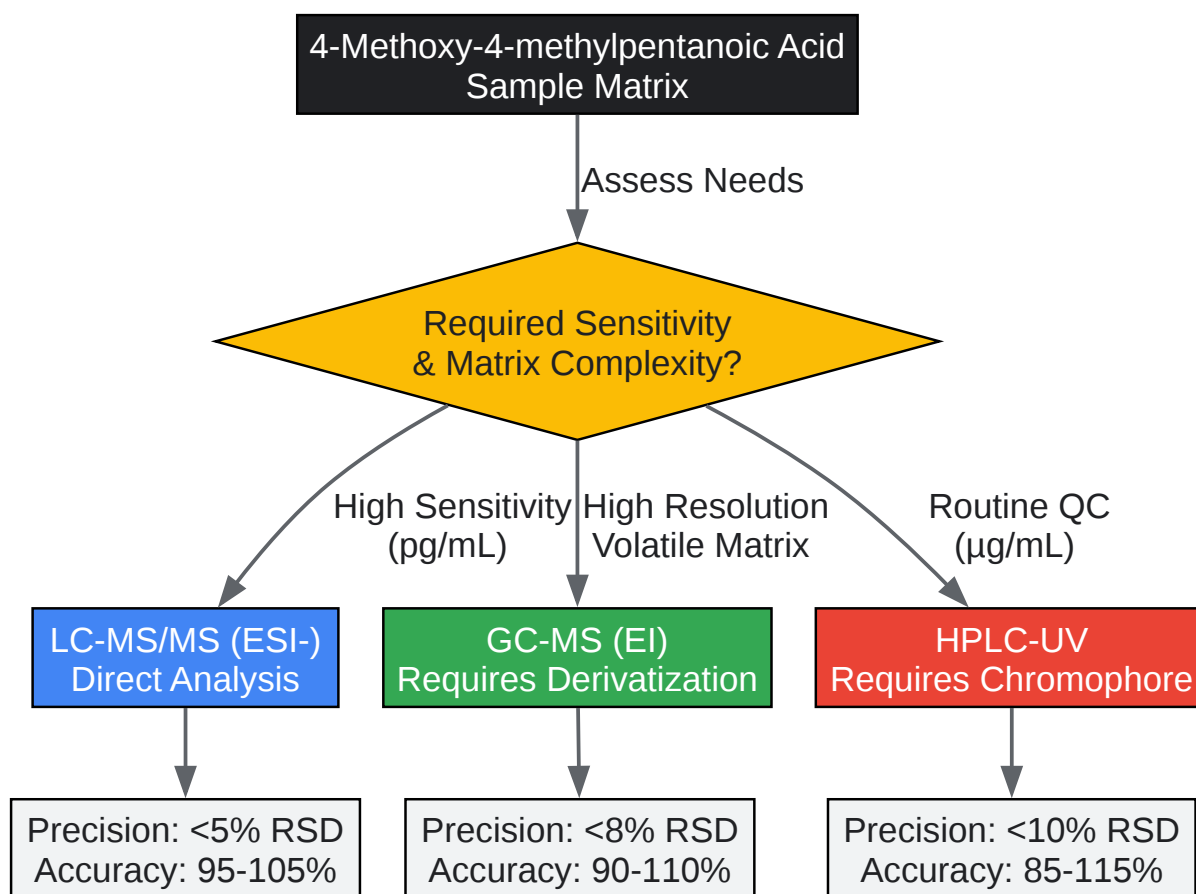 4-Methoxy-4-methylpentanoic Acid
Sample Matrix
Assess Needs
Required Sensitivity
& Matrix Complexity?
High Sensitivity
(pg/mL)
High Resolution
Volatile Matrix
Routine QC
(µg/mL)
LC-MS/MS (ESI-)
Direct Analysis
GC-MS (EI)
Requires Derivatization
HPLC-UV
Requires Chromophore
Precision: <5% RSD
Accuracy: 95-105%
Precision: <8% RSD
Accuracy: 90-110%
Precision: <10% RSD
Accuracy: 85-115%